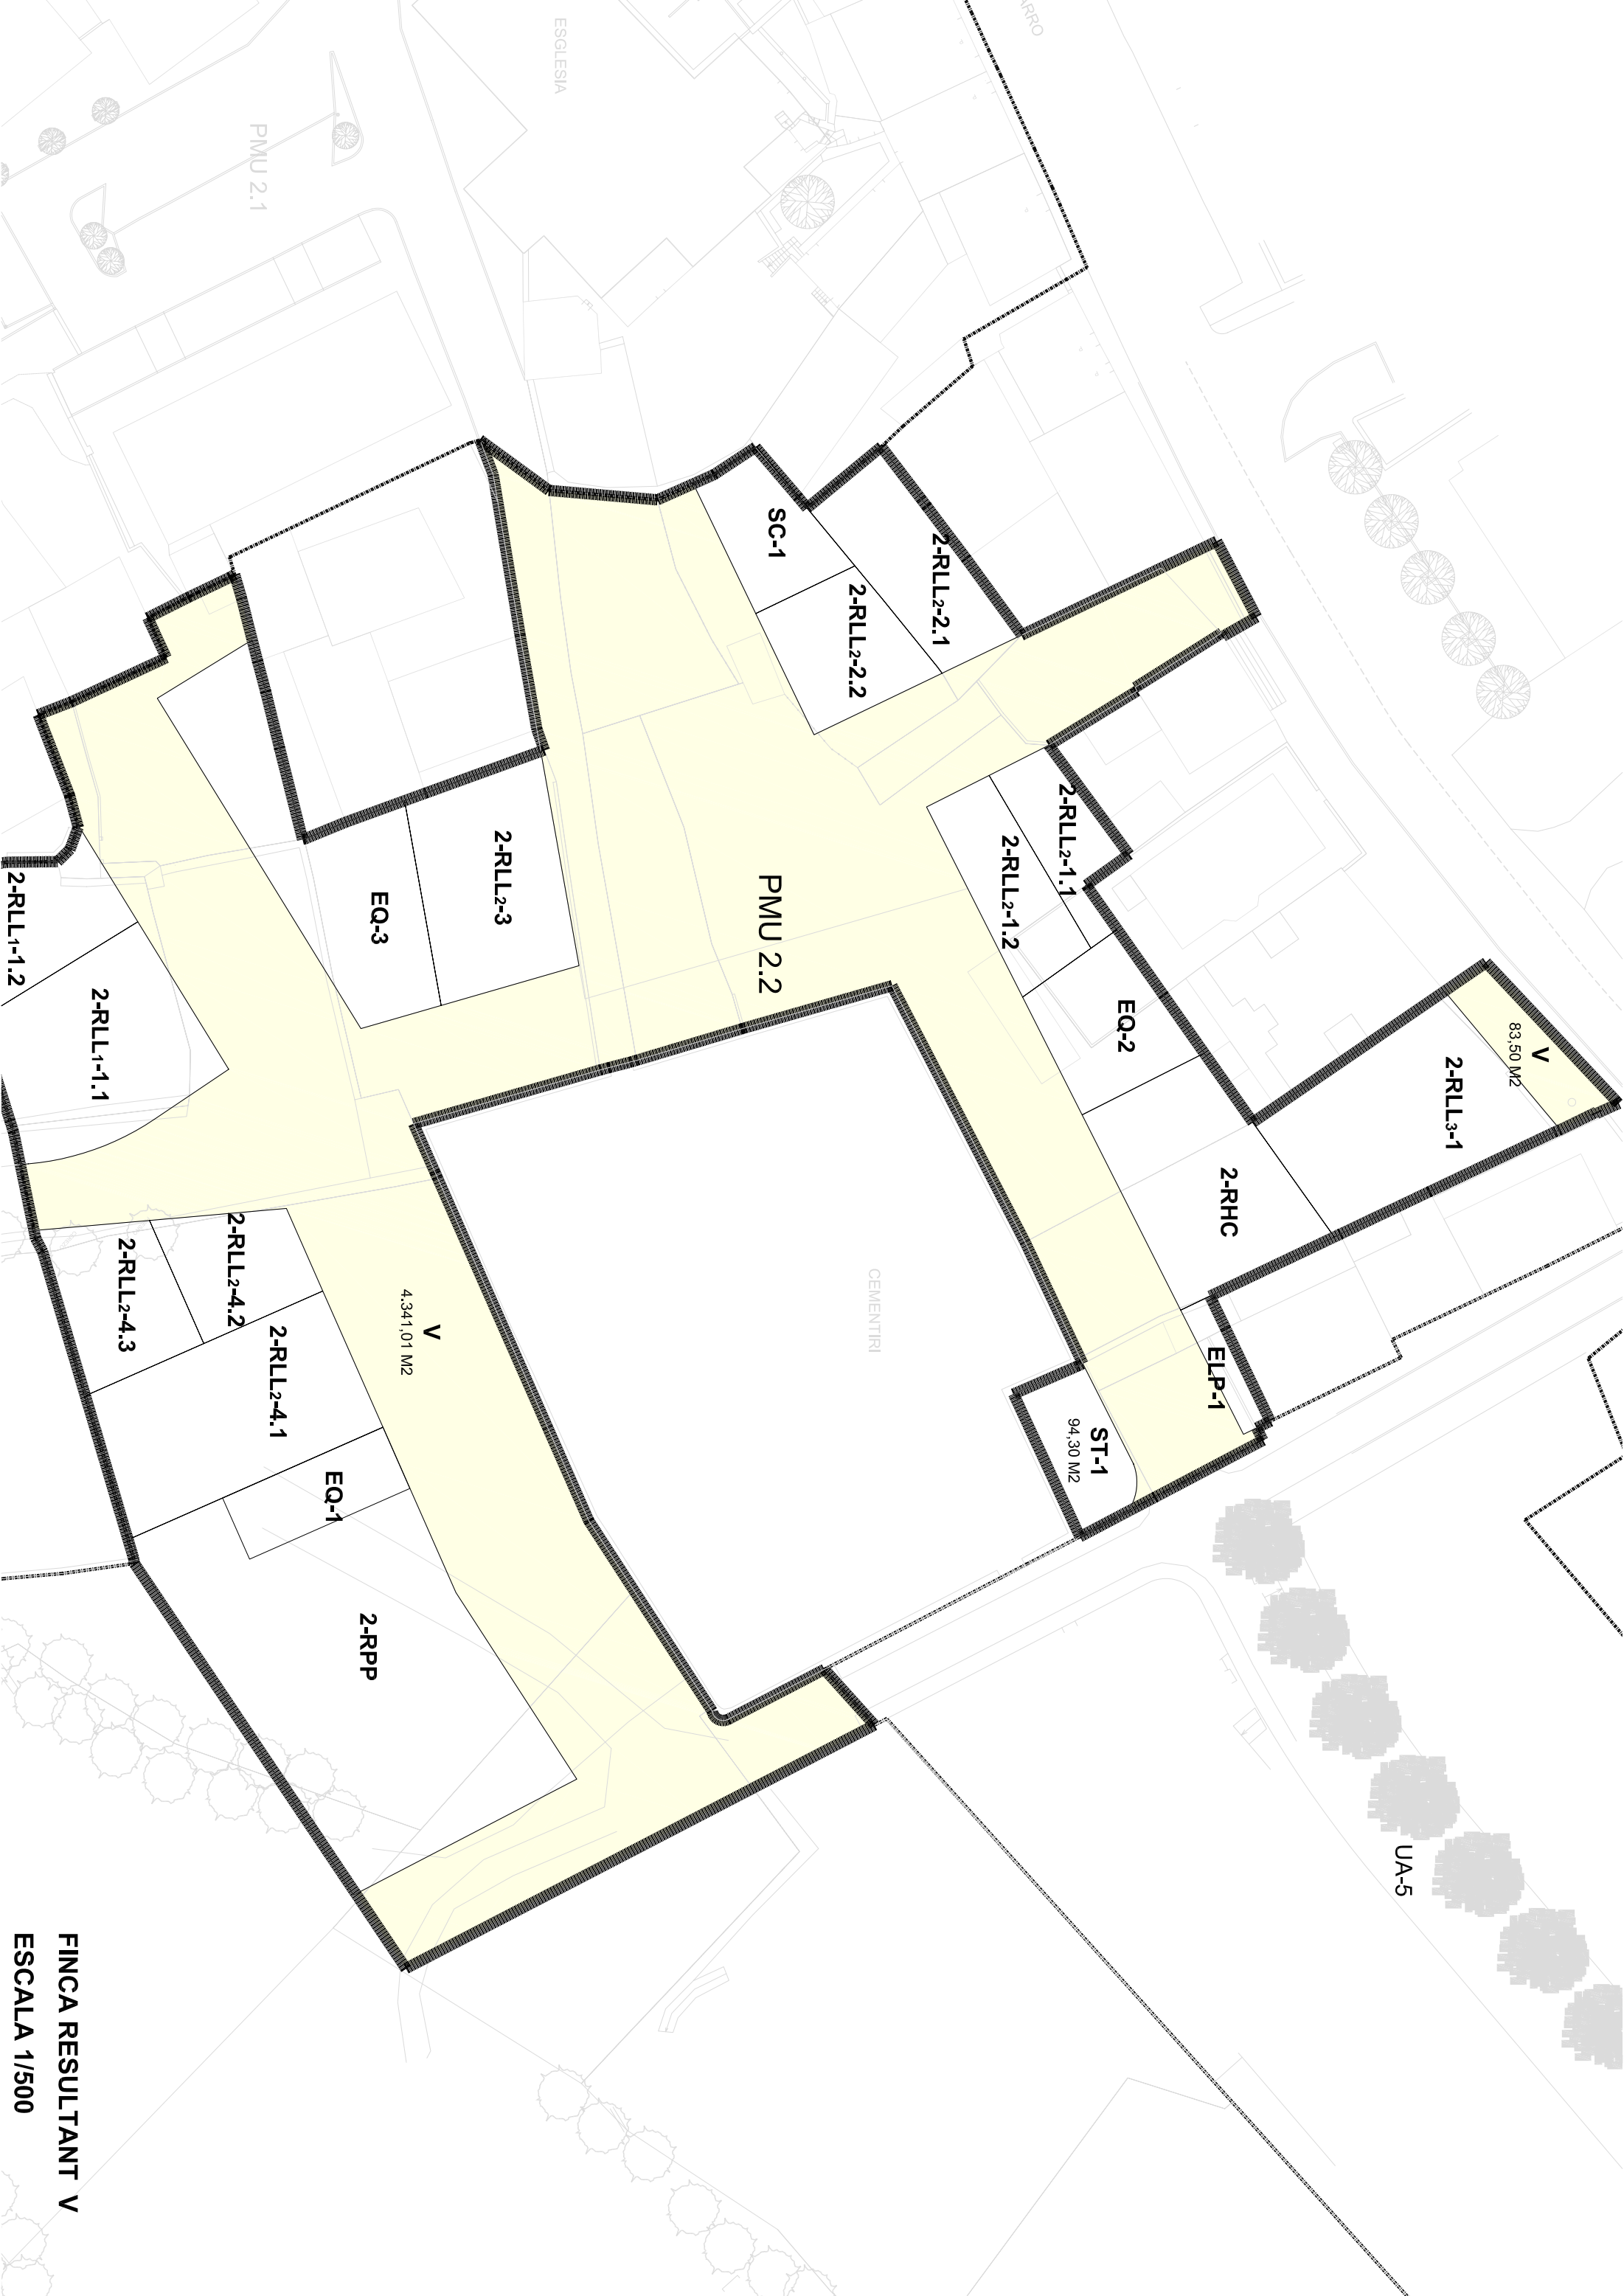 ARRO
ESGLESIA
PMU 2.1
SC-1
2-RLL2-2.1
2-RLL2-2.2
2-RLL2-1.1
2-RLL2-1.2
2-RLL2-3
EQ-3
PMU 2.2
EQ-2
V
83,50 M2
2-RLL3-1
2-RLL1-1.2
2-RLL1-1.1
2-RHC
2-RLL2-4.2
2-RLL2-4.3
2-RLL2-4.1
V
4.341,01 M2
CEMENTIRI
ELP-1
ST-1
94,30 M2
EQ-1
2-RPP
UA-5
FINCA RESULTANT V
ESCALA 1/500